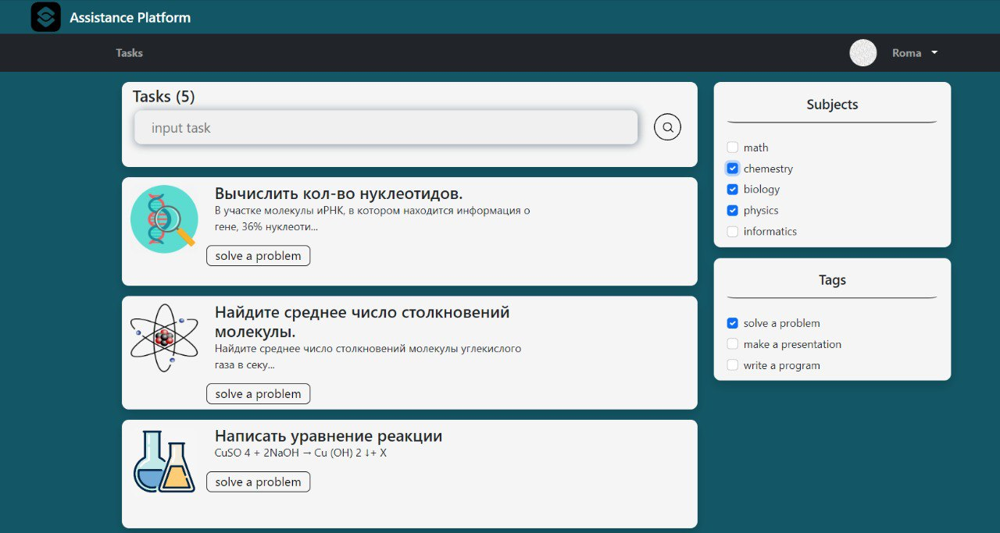 Assistance Platform
Tasks
Roma
Tasks (5)
input task
Вычислить кол-во нуклеотидов.
В участке молекулы иРНК, в котором находится информация о
гене, 36% нуклеоти...
solve a problem
Найдите среднее число столкновений
молекулы.
Найдите среднее число столкновений молекулы углекислого
газа в секу...
solve a problem
Написать уравнение реакции
CuSO 4 + 2NaOH → Cu (OH) 2 ↓+ X
solve a problem
Subjects
math
chemestry
biology
physics
informatics
Tags
solve a problem
make a presentation
write a program